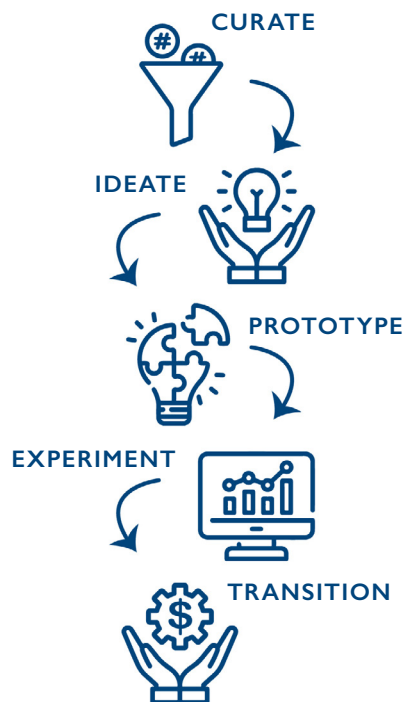 #
#
CURATE
IDEATE
PROTOTYPE
EXPERIMENT
TRANSITION
$